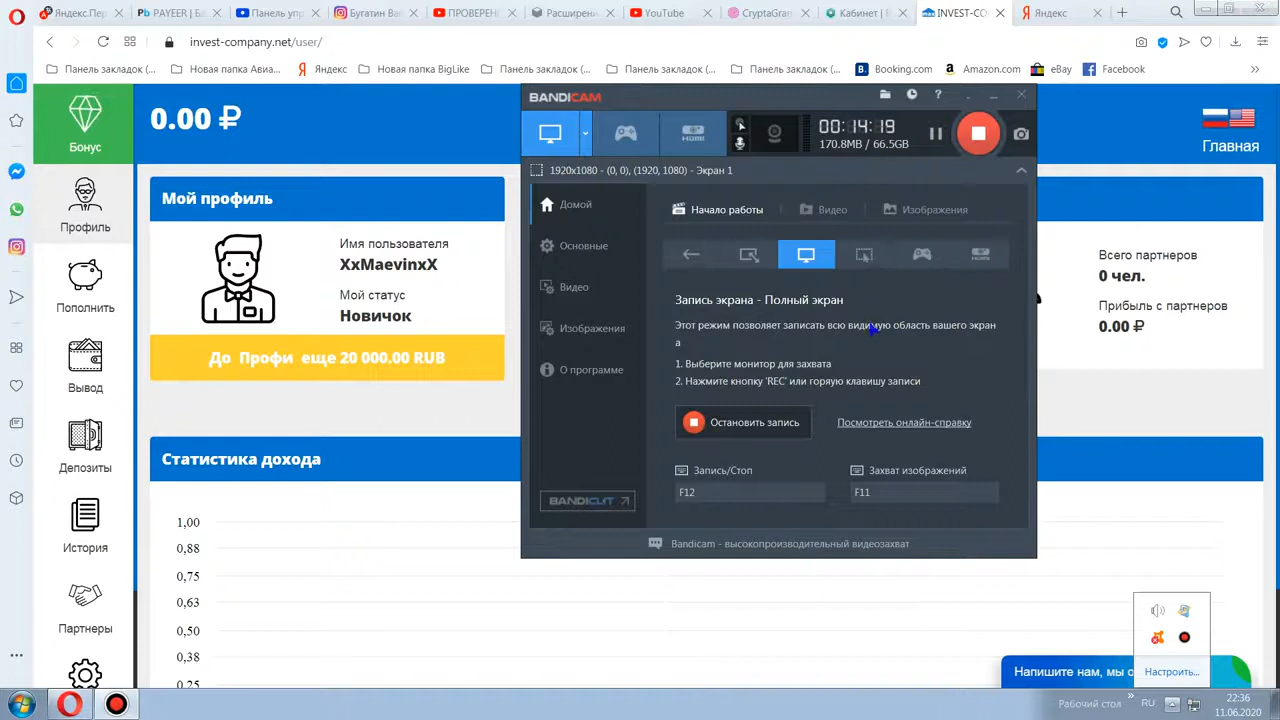 Яндекс.Пер
PAYEER | Ба
Панель упр
Бугатин Ва
ПРОВЕРЕН
Расширени
YouTube
CryptaGran
Кабинет |
INVEST-CO
Яндекс
invest-company.net/user/
Панель закладок (...
Новая папка Авиа...
Яндекс
Новая папка BigLike
Панель закладок (...
Панель закладок (...
Панель закладок (...
Booking.com
Amazon.com
eBay
Facebook
Бонус
Профиль
Пополнить
Вывод
Депозиты
История
Партнеры
0.00 ₽
Главная
Мой профиль
Имя пользователя
XxMaevinxX
Мой статус
Новичок
До Профи еще 20 000.00 RUB
Всего партнеров
0 чел.
Прибыль с партнеров
0.00 ₽
Статистика дохода
1,00
0,88
0,75
0,63
0,50
0,38
0,25
BANDICAM
HDMI
00:14:19
170.8MB / 66.5GB
1920x1080 - (0, 0), (1920, 1080) - Экран 1
Домой
Основные
Видео
Изображения
О программе
BANDICUT
Начало работы
Видео
Изображения
HDMI
Запись экрана - Полный экран
Этот режим позволяет записать всю видимую область вашего экран
а
1. Выберите монитор для захвата
2. Нажмите кнопку 'REC' или горяую клавишу записи
Остановить запись
Посмотреть онлайн-справку
Запись/Стоп
Захват изображений
F12
F11
Bandicam - высокопроизводительный видеозахват
Напишите нам, мы о
Настроить...
Рабочий стол
RU
22:36
11.06.2020